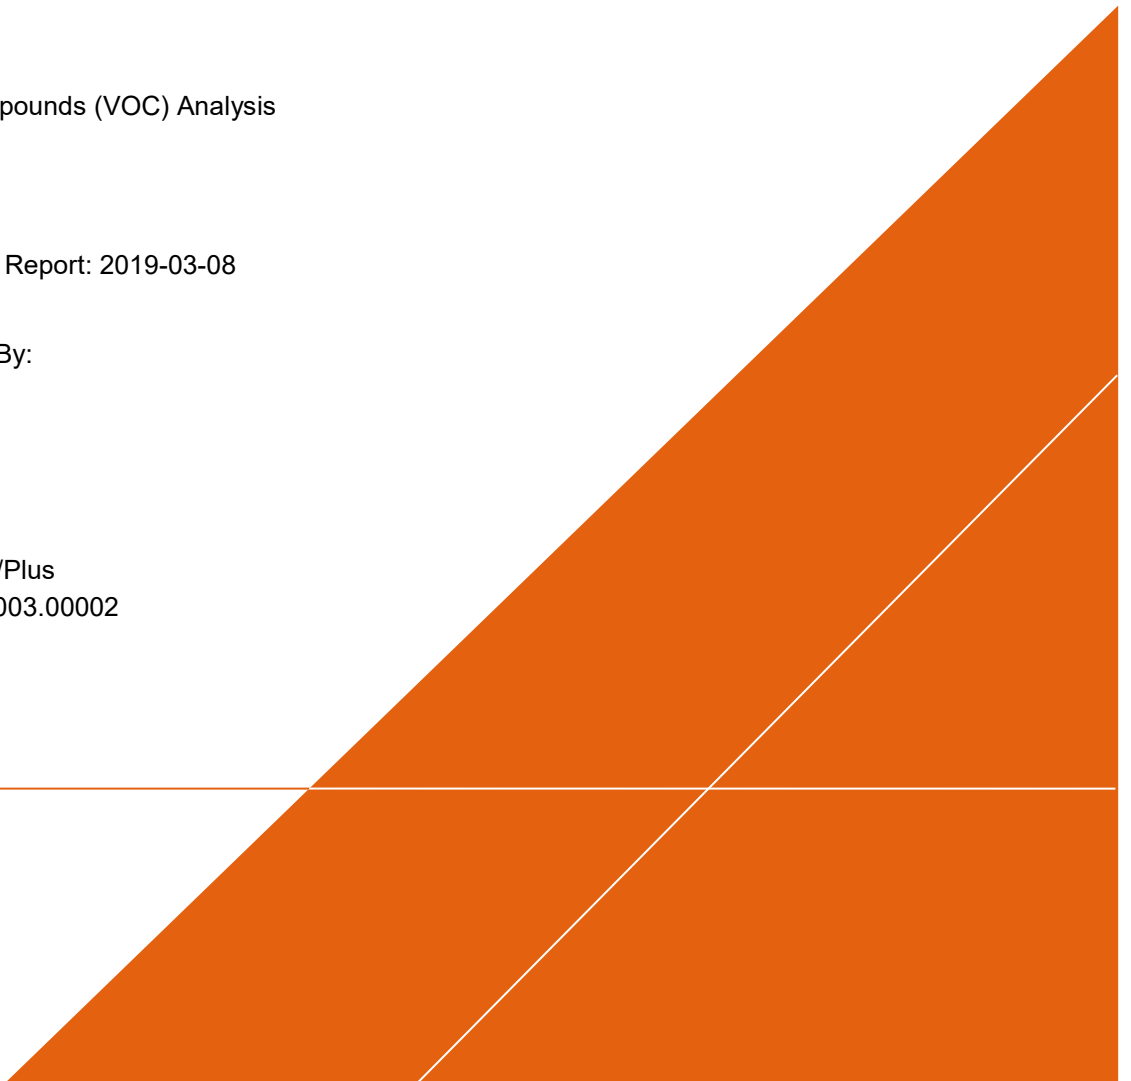 pounds (VOC) Analysis
Report: 2019-03-08
By:
/Plus
003.00002